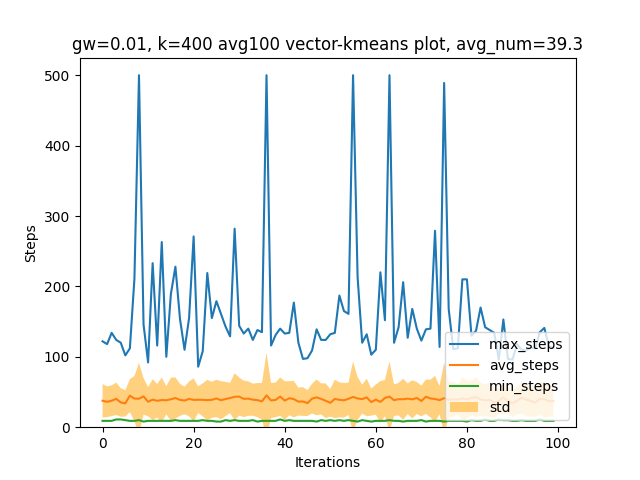 gw=0.01, k=400 avg100 vector-kmeans plot, avg_num=39.3
500
400
300
200
100
0
Steps
0
20
40
60
80
100
Iterations
max_steps
avg_steps
min_steps
std